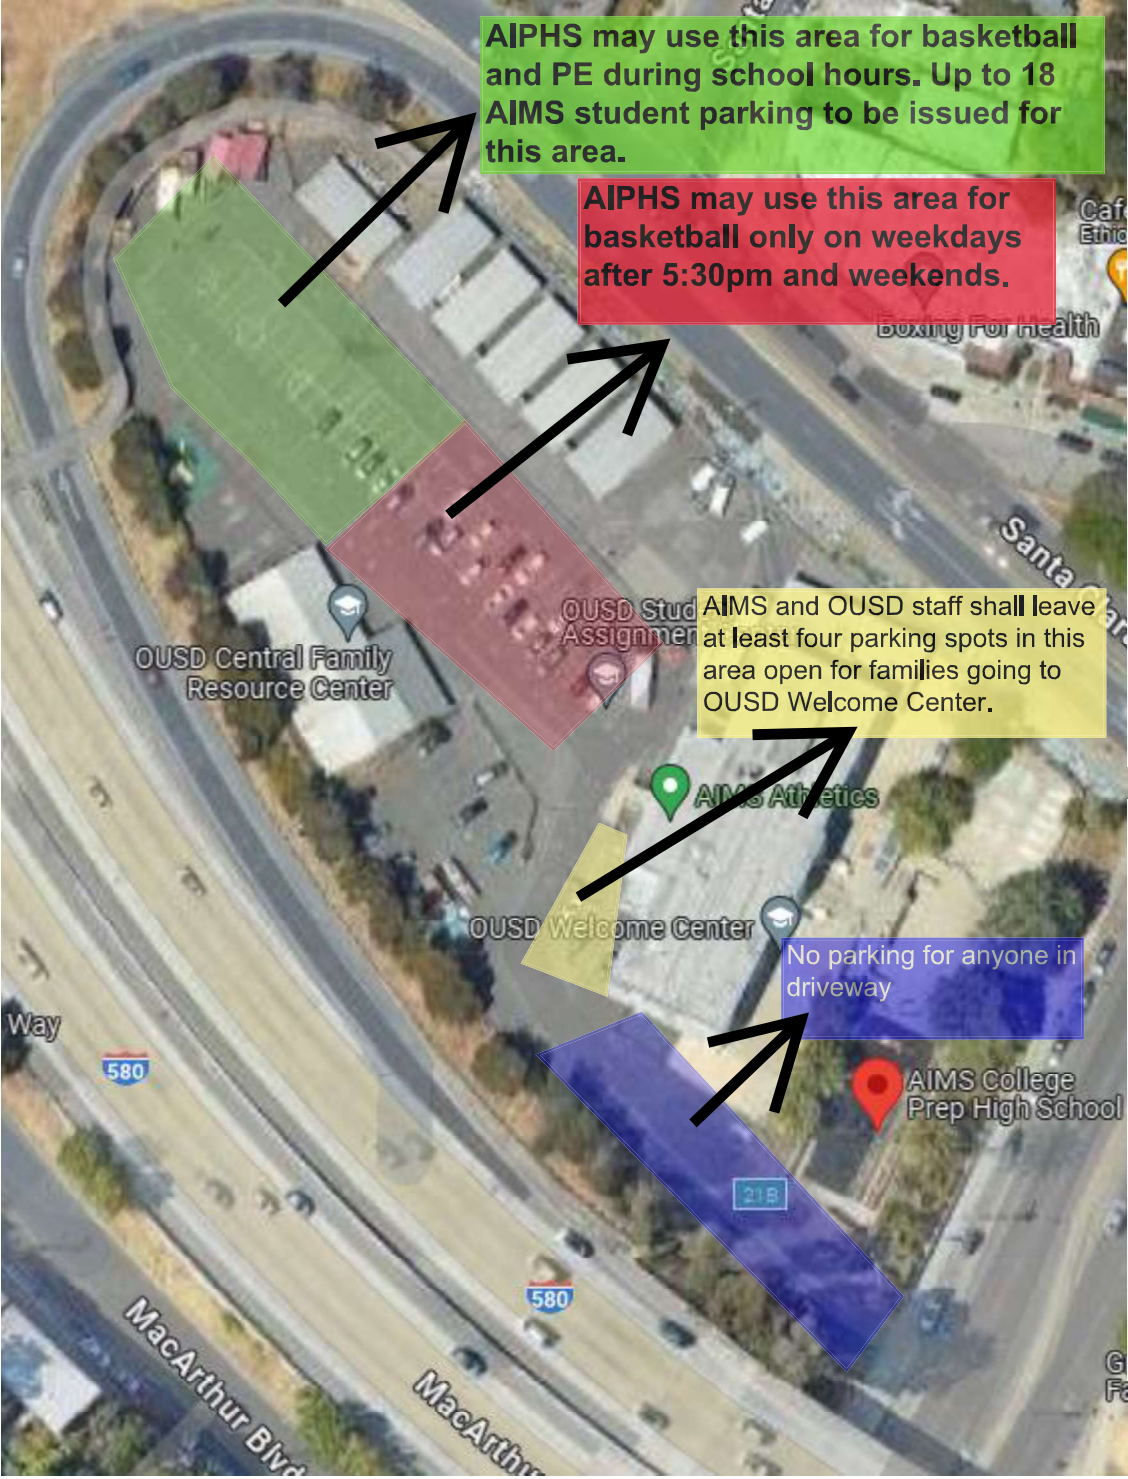 AIPHS may use this area for basketball
and PE during school hours. Up to 18
AIMS student parking to be issued for
this area.
AIPHS may use this area for
basketball only on weekdays
after 5:30pm and weekends.
Boxing For Health
Santa
OUSD Stud
Assignmen
OUSD Central Family
Resource Center
AIMS and OUSD staff shall leave
at least four parking spots in this
area open for families going to
OUSD Welcome Center.
AIMS Athletics
OUSD Welcome Center
No parking for anyone in
driveway
Way
580
AIMS College
Prep High School
21B
580
MacArthur Blvd
MacArthur